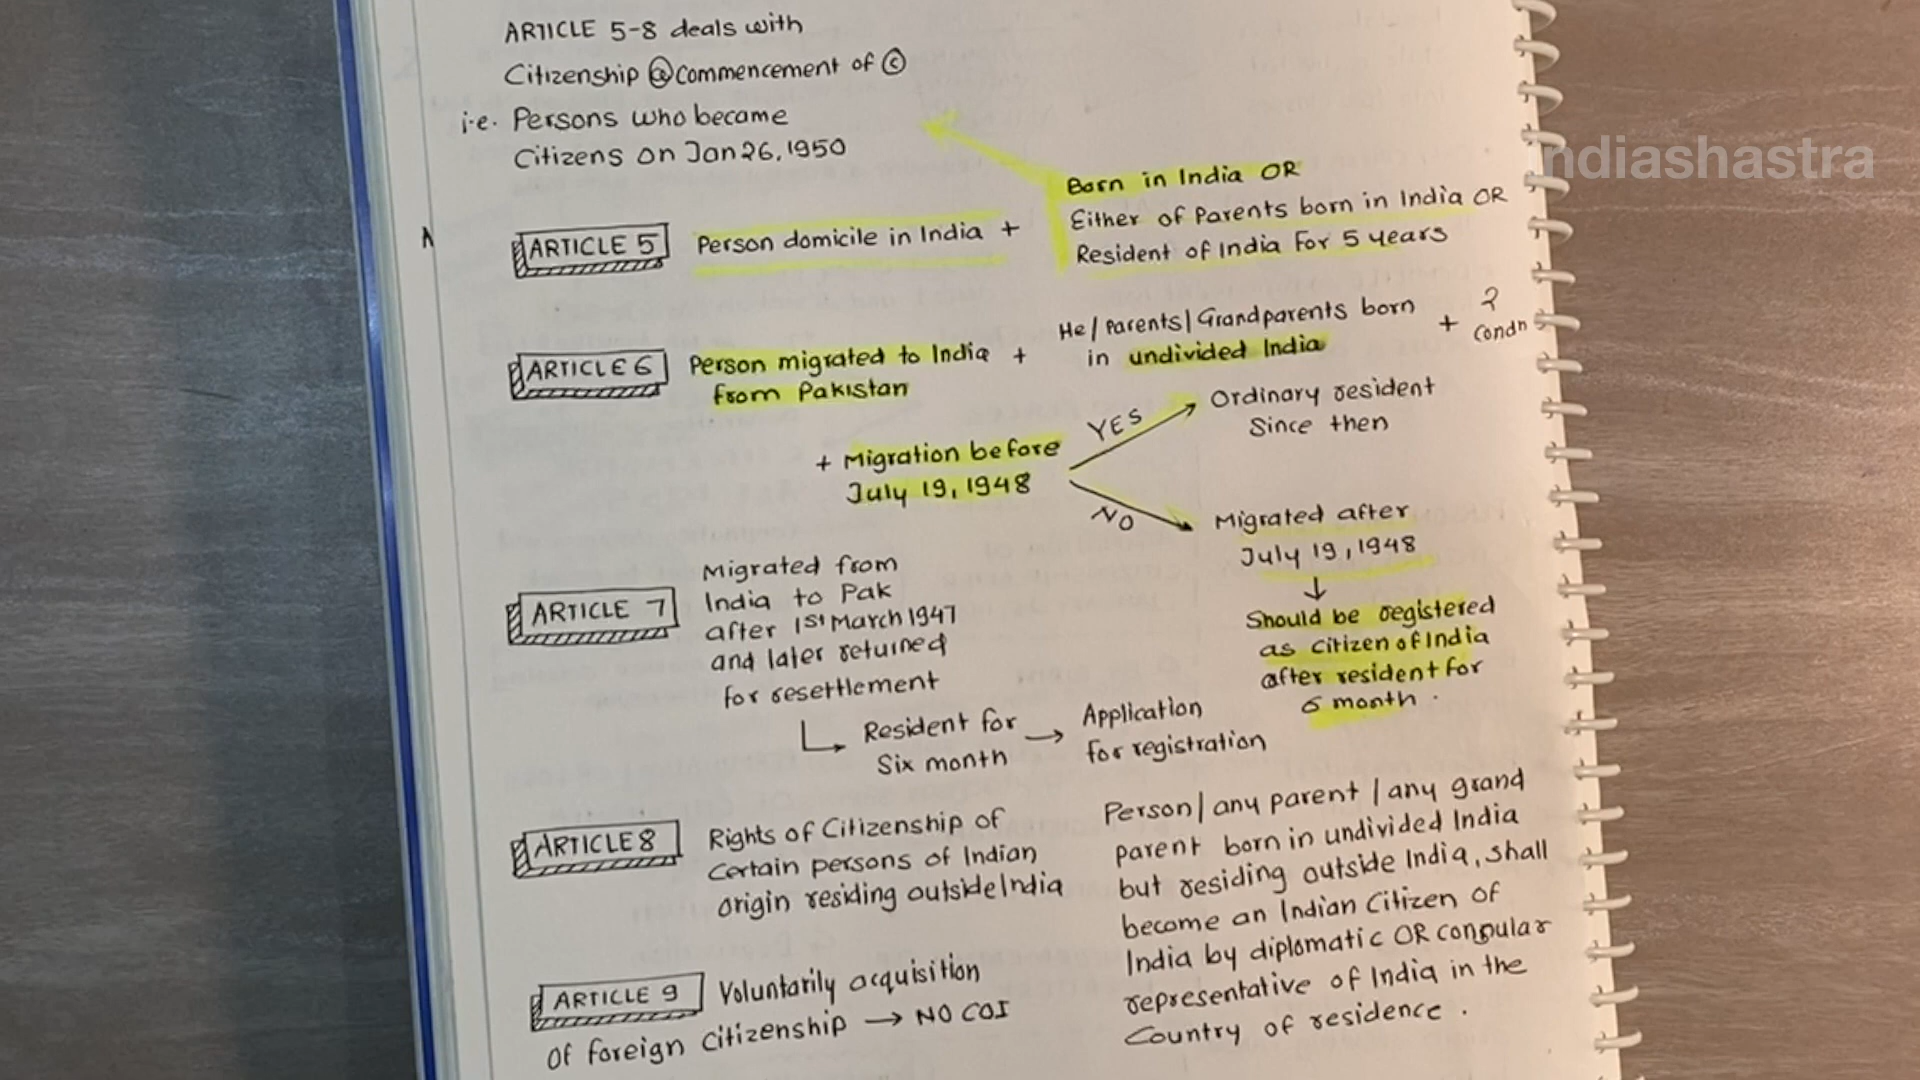 ARTICLE 5-8 deals with
Citizenship @ Commencement of ©
i.e. Persons who became
Citizens on Jan 26, 1950
indiashastra
ARTICLE 5
Person domicile in India +
Born in India OR
Either of Parents born in India OR
Resident of India For 5 years
ARTICLE 6
Person migrated to India +
from Pakistan
He / Parents / Grandparents born
in undivided India
+ 2
Condn
+ Migration before
July 19, 1948
YES
Ordinary resident
Since then
NO
Migrated after
July 19, 1948
↓
Should be registered
as citizen of India
after resident for
6 month.
ARTICLE 7
Migrated from
India to Pak
after 1st March 1947
and later returned
for resettlement
Resident for
Six month
→ Application
for registration
ARTICLE 8
Rights of Citizenship of
Certain persons of Indian
origin residing outside India
Person / any parent / any grand
parent born in undivided India
but residing outside India, shall
become an Indian Citizen of
India by diplomatic OR consular
representative of India in the
Country of residence.
ARTICLE 9
Voluntarily acquisition
Of foreign citizenship → NO COI